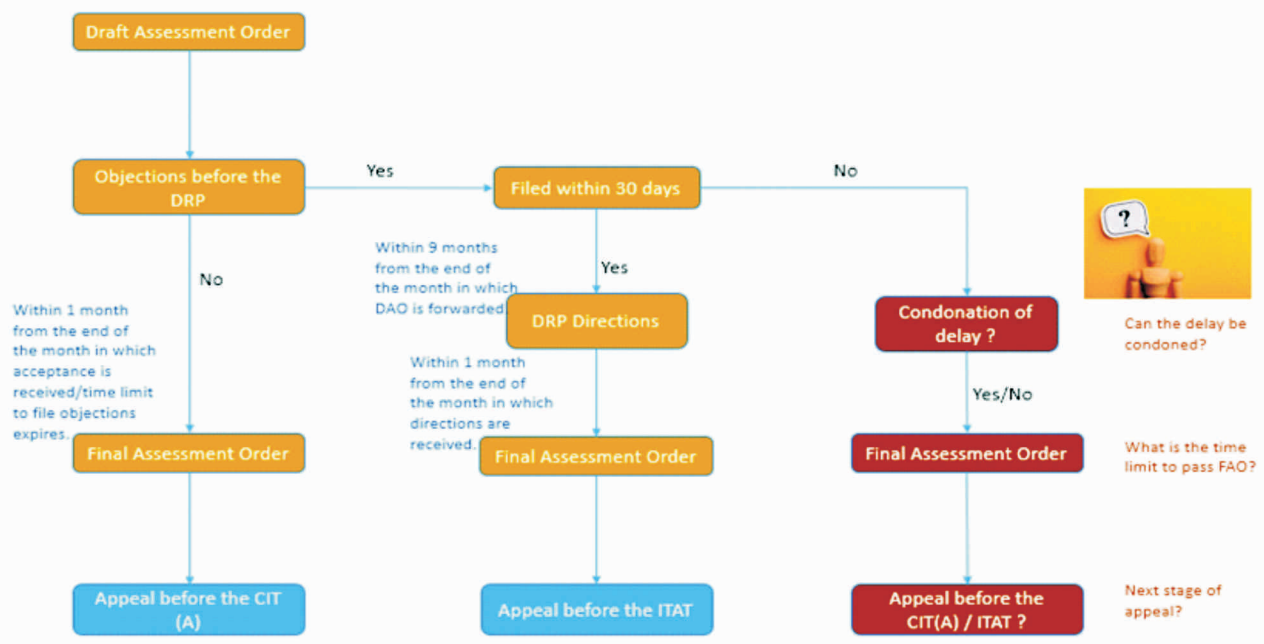 Draft Assessment Order
Objections before the
DRP
Yes
Filed within 30 days
No
?
Within 9 months
from the end of
the month in which
DAO is forwarded.
Yes
No
Within 1 month
from the end of
the month in which
acceptance is
received/time limit
to file objections
expires.
DRP Directions
Condonation of
delay ?
Can the delay be
condoned?
Within 1 month
from the end of
the month in which
directions are
received.
Yes/No
Final Assessment Order
Final Assessment Order
Final Assessment Order
What is the time
limit to pass FAO?
Appeal before the CIT
(A)
Appeal before the ITAT
Appeal before the
CIT(A) / ITAT ?
Next stage of
appeal?